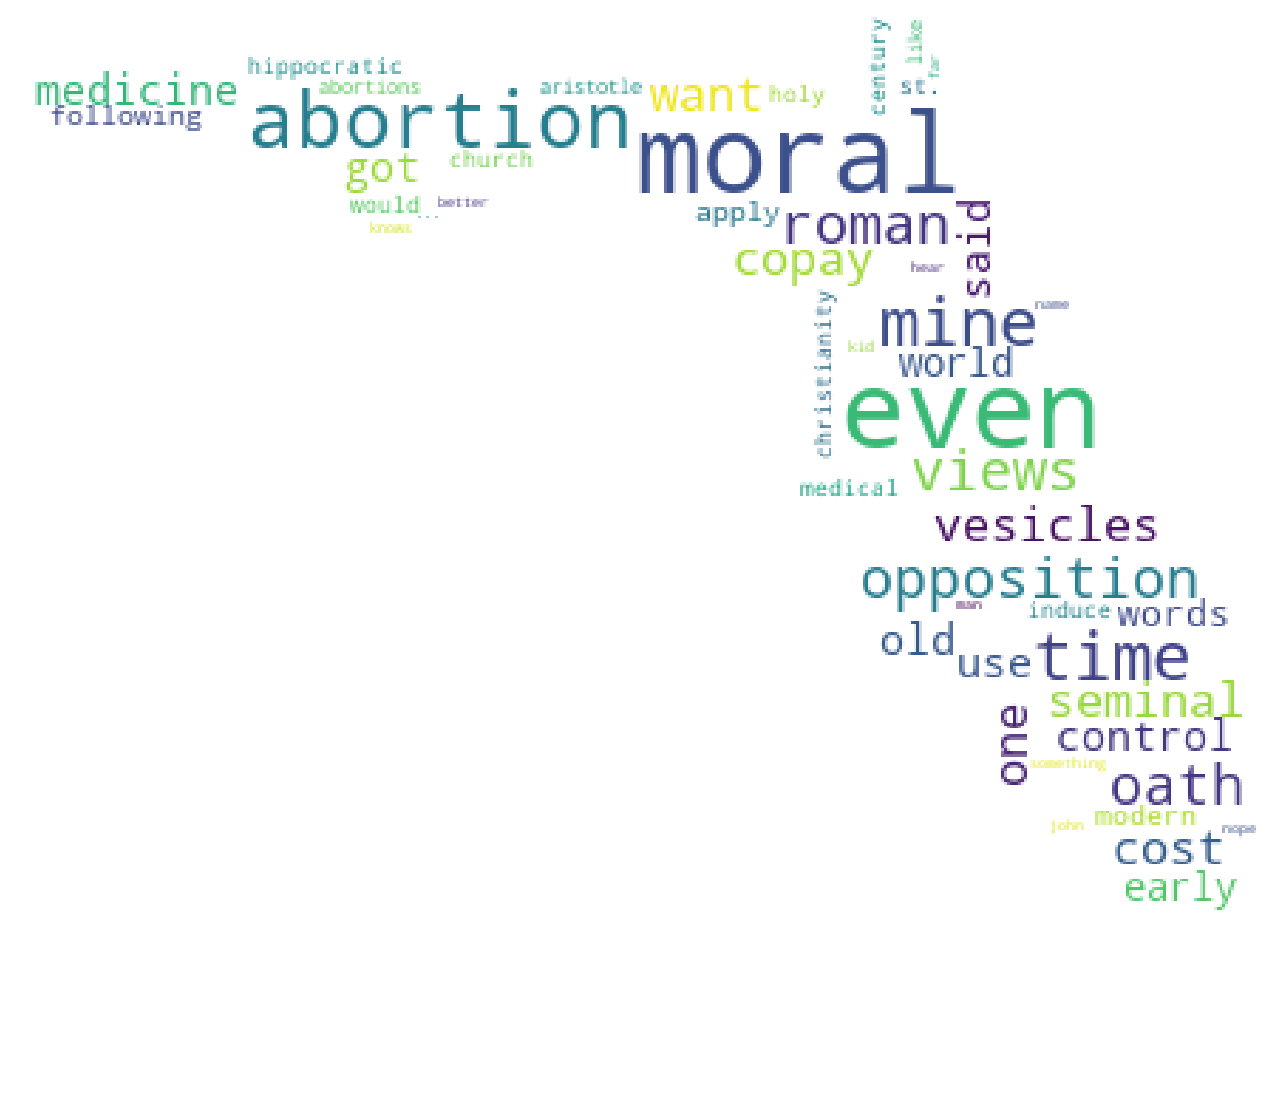 century
like
far
hippocratic
medicine
abortions
aristotle
want
holy
st.
following
abortion
moral
got
church
would
...
better
knows
apply
roman
said
copay
hear
christianity
mine
name
kid
world
even
views
medical
vesicles
opposition
man
induce
words
old
use
time
seminal
one
control
something
oath
john
modern
nope
cost
early